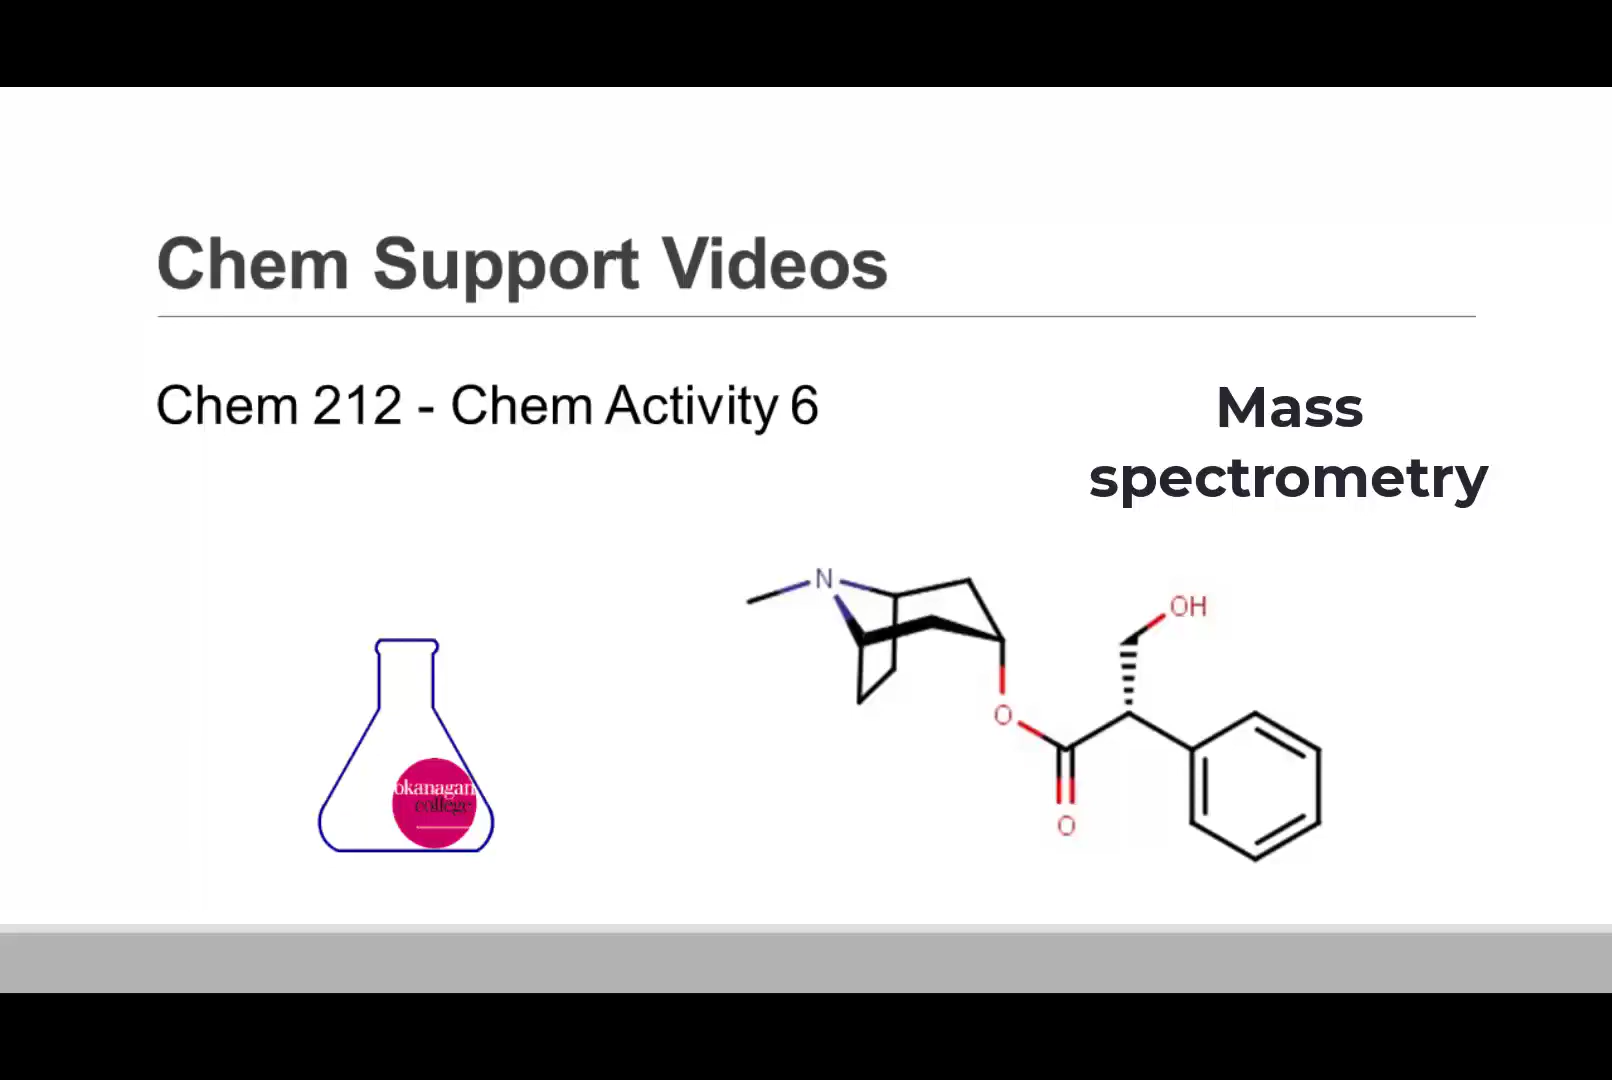 Chem Support Videos
Chem 212 - Chem Activity 6
Mass
spectrometry
N
OH
O
O
okanagan
college